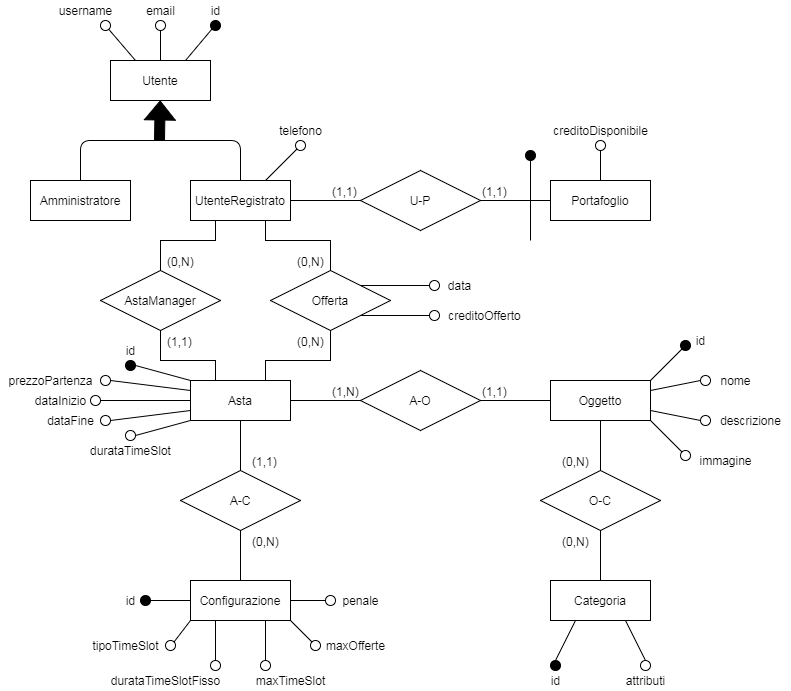 username
email
id
Utente
telefono
creditoDisponibile
Amministratore
UtenteRegistrato
(1,1)
U-P
(1,1)
Portafoglio
(0,N)
(0,N)
AstaManager
Offerta
data
creditoOfferto
(1,1)
(0,N)
id
prezzoPartenza
dataInizio
dataFine
durataTimeSlot
Asta
(1,N)
A-O
(1,1)
Oggetto
id
nome
descrizione
immagine
(1,1)
(0,N)
A-C
O-C
(0,N)
(0,N)
id
Configurazione
penale
Categoria
tipoTimeSlot
maxOfferte
durataTimeSlotFisso
maxTimeSlot
id
attributi